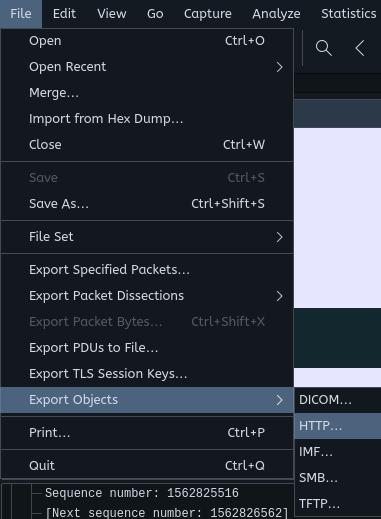 File Edit View Go Capture Analyze Statistics
Open Ctrl+O
Open Recent
Merge...
Import from Hex Dump...
Close Ctrl+W
Save Ctrl+S
Save As... Ctrl+Shift+S
File Set
Export Specified Packets...
Export Packet Dissections
Export Packet Bytes... Ctrl+Shift+X
Export PDUs to File...
Export TLS Session Keys...
Export Objects
DICOM...
HTTP...
IMF...
SMB...
TFTP...
Print... Ctrl+P
Quit Ctrl+Q
Sequence number: 1562825516
[Next sequence number: 1562826562]